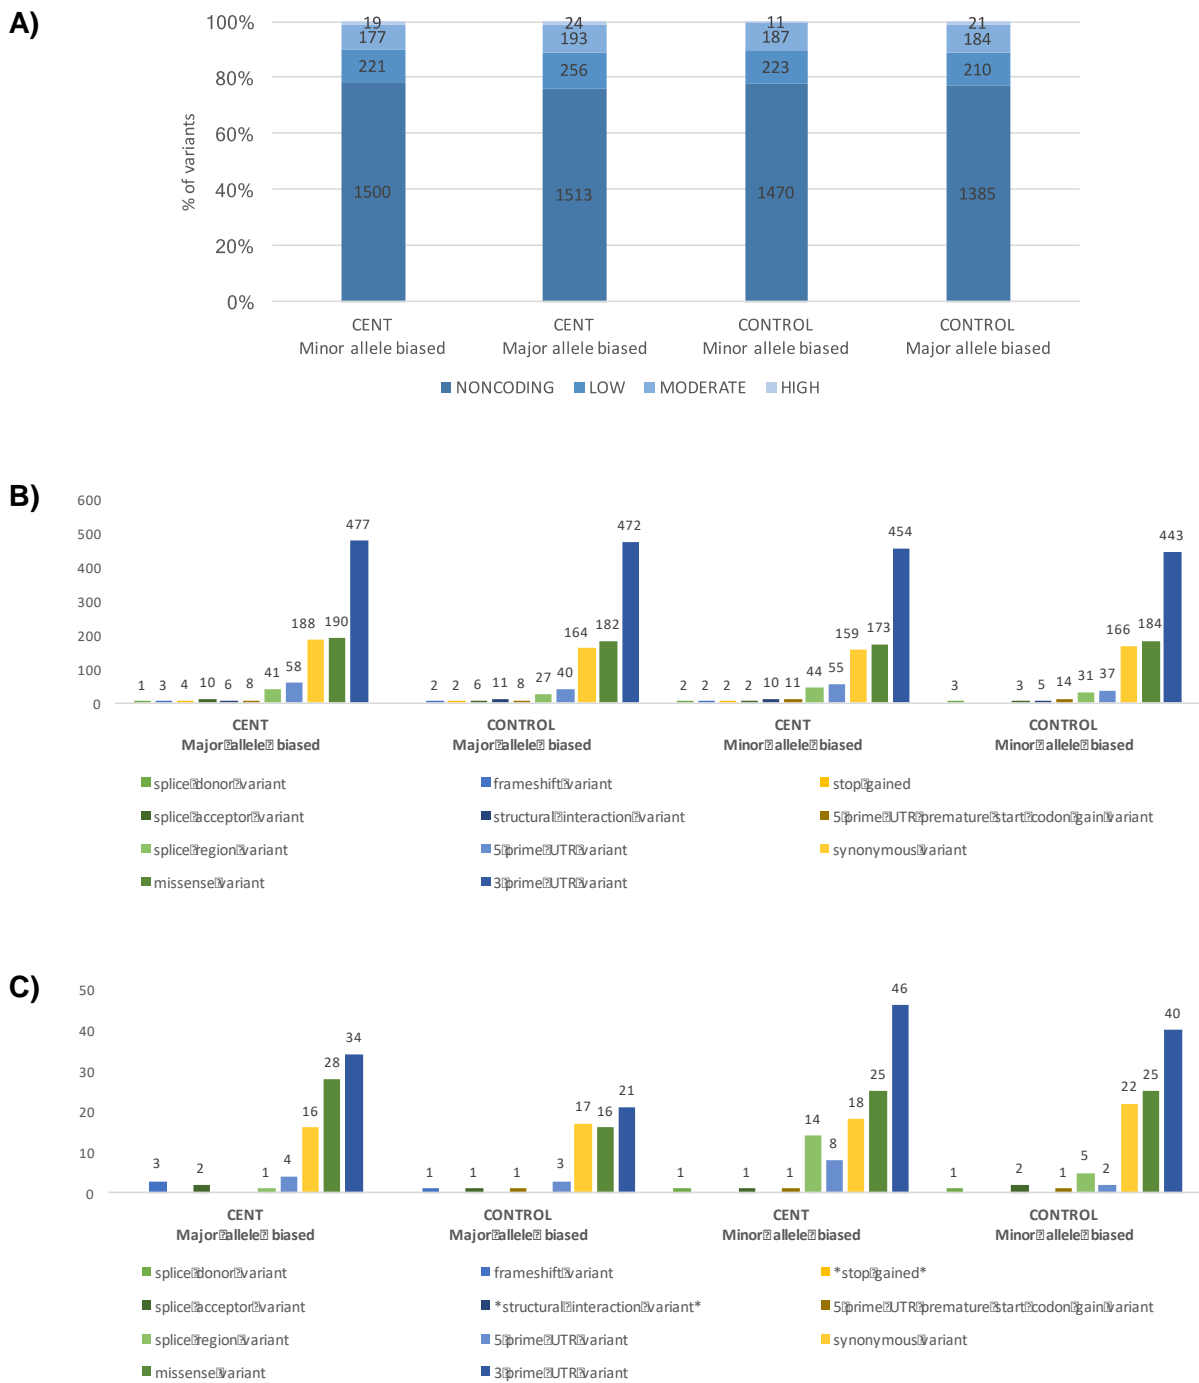 A)
100%
80%
60%
40%
20%
0%
% of variants
19 24 11 21
177 193 187 184
221 256 223 210
1500 1513 1470 1385
CENT CENT CONTROL CONTROL
Minor allele biased Major allele biased Minor allele biased Major allele biased
NONCODING LOW MODERATE HIGH
B)
600
500
400
300
200
100
0
1 3 4 10 6 8 41 58 188 190 477
2 2 6 11 8 27 40 164 182 472
2 2 2 2 10 11 44 55 159 173 454
3 3 5 14 31 37 166 184 443
CENT CONTROL CENT CONTROL
Major⍰allele⍰biased Major⍰allele⍰biased Minor⍰allele⍰biased Minor⍰allele⍰biased
splice⍰donor⍰variant frameshift⍰variant stop⍰gained
splice⍰acceptor⍰variant structural⍰interaction⍰variant 5⍰prime⍰UTR⍰premature⍰start⍰codon⍰gain⍰variant
splice⍰region⍰variant 5⍰prime⍰UTR⍰variant synonymous⍰variant
missense⍰variant 3⍰prime⍰UTR⍰variant
C)
50
40
30
20
10
0
3 2 1 4 16 28 34
1 1 1 3 17 16 21
1 1 1 14 8 18 25 46
1 2 1 5 2 22 25 40
CENT CONTROL CENT CONTROL
Major⍰allele⍰biased Major⍰allele⍰biased Minor⍰allele⍰biased Minor⍰allele⍰biased
splice⍰donor⍰variant frameshift⍰variant *stop⍰gained*
splice⍰acceptor⍰variant *structural⍰interaction⍰variant* 5⍰prime⍰UTR⍰premature⍰start⍰codon⍰gain⍰variant
splice⍰region⍰variant 5⍰prime⍰UTR⍰variant synonymous⍰variant
missense⍰variant 3⍰prime⍰UTR⍰variant